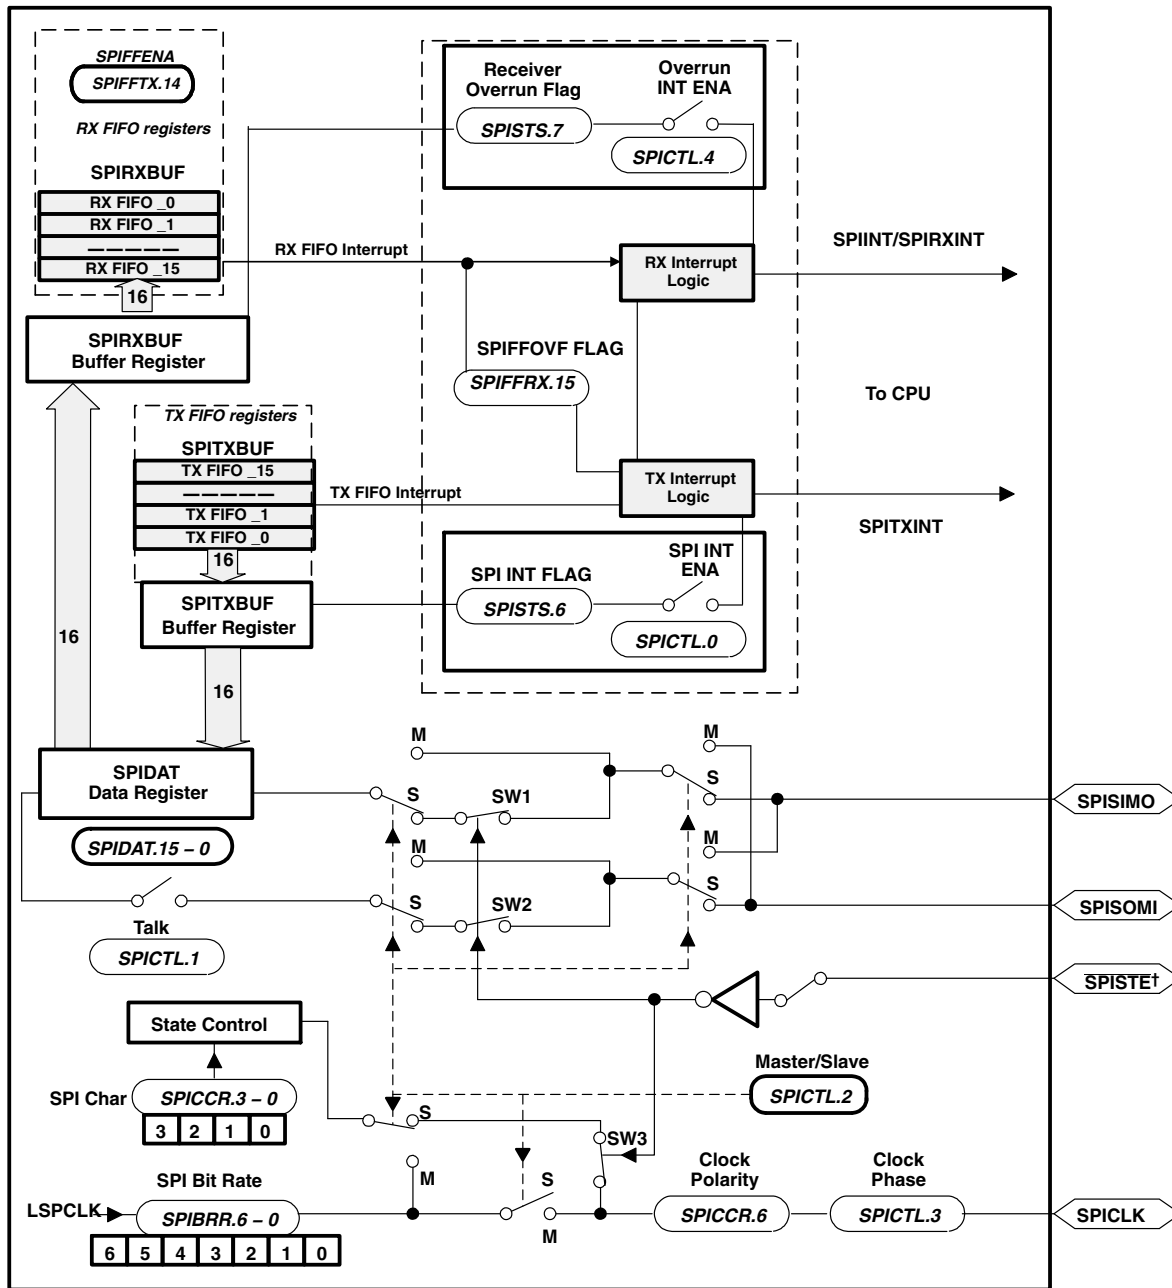 SPIFFENA
SPIFFTX.14
RX FIFO registers
SPIRXBUF
RX FIFO _0
RX FIFO _1
— — — — —
RX FIFO _15
16
SPIRXBUF
Buffer Register
Receiver
Overrun Flag
SPISTS.7
Overrun
INT ENA
SPICTL.4
RX FIFO Interrupt
RX Interrupt
Logic
SPIINT/SPIRXINT
SPIFFOVF FLAG
SPIFFRX.15
To CPU
TX FIFO registers
SPITXBUF
TX FIFO _15
— — — — —
TX FIFO _1
TX FIFO _0
16
TX FIFO Interrupt
TX Interrupt
Logic
SPITXINT
SPITXBUF
Buffer Register
SPI INT FLAG
SPISTS.6
SPI INT
ENA
SPICTL.0
16
16
SPIDAT
Data Register
SPIDAT.15 – 0
M
S
SW1
M
S
SPISIMO
M
S
SW2
M
S
SPISOMI
Talk
SPICTL.1
SPISTE†
State Control
Master/Slave
SPICTL.2
SPI Char
SPICCR.3 – 0
3 2 1 0
S
M
SW3
SPI Bit Rate
LSPCLK
SPIBRR.6 – 0
6 5 4 3 2 1 0
S
M
Clock
Polarity
SPICCR.6
Clock
Phase
SPICTL.3
SPICLK